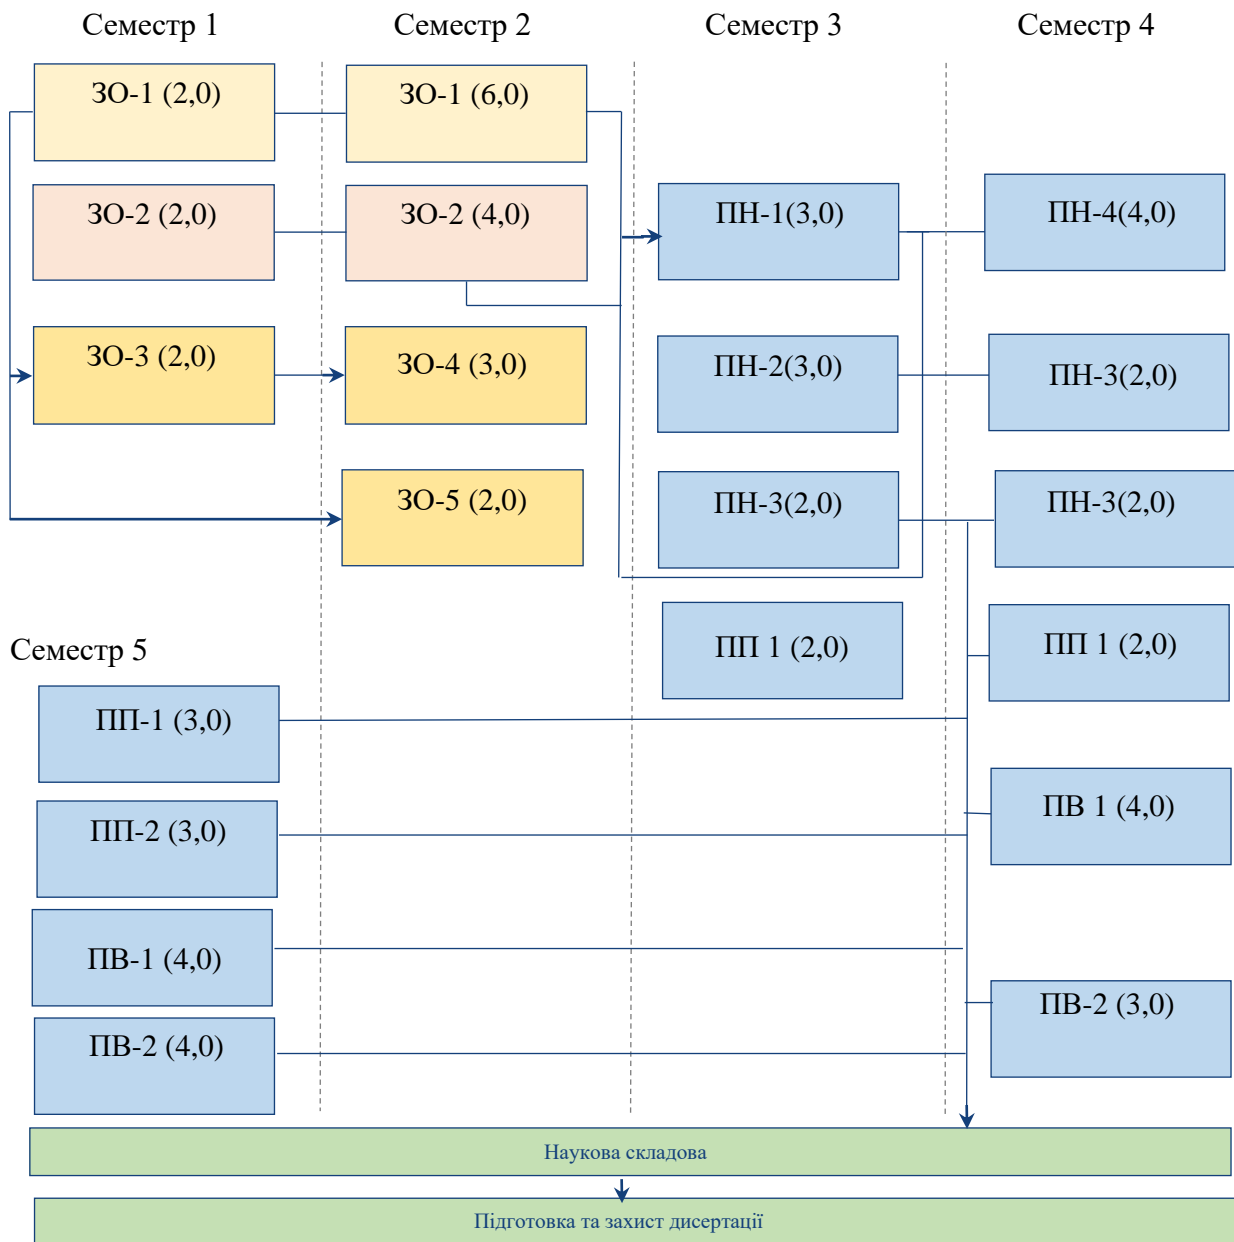 Семестр 1
Семестр 2
Семестр 3
Семестр 4
ЗО-1 (2,0)
ЗО-1 (6,0)
ЗО-2 (2,0)
ЗО-2 (4,0)
ПН-1(3,0)
ПН-4(4,0)
ЗО-3 (2,0)
ЗО-4 (3,0)
ПН-2(3,0)
ПН-3(2,0)
ЗО-5 (2,0)
ПН-3(2,0)
ПН-3(2,0)
ПП 1 (2,0)
ПП 1 (2,0)
Семестр 5
ПП-1 (3,0)
ПП-2 (3,0)
ПВ 1 (4,0)
ПВ-1 (4,0)
ПВ-2 (3,0)
ПВ-2 (4,0)
Наукова складова
Підготовка та захист дисертації